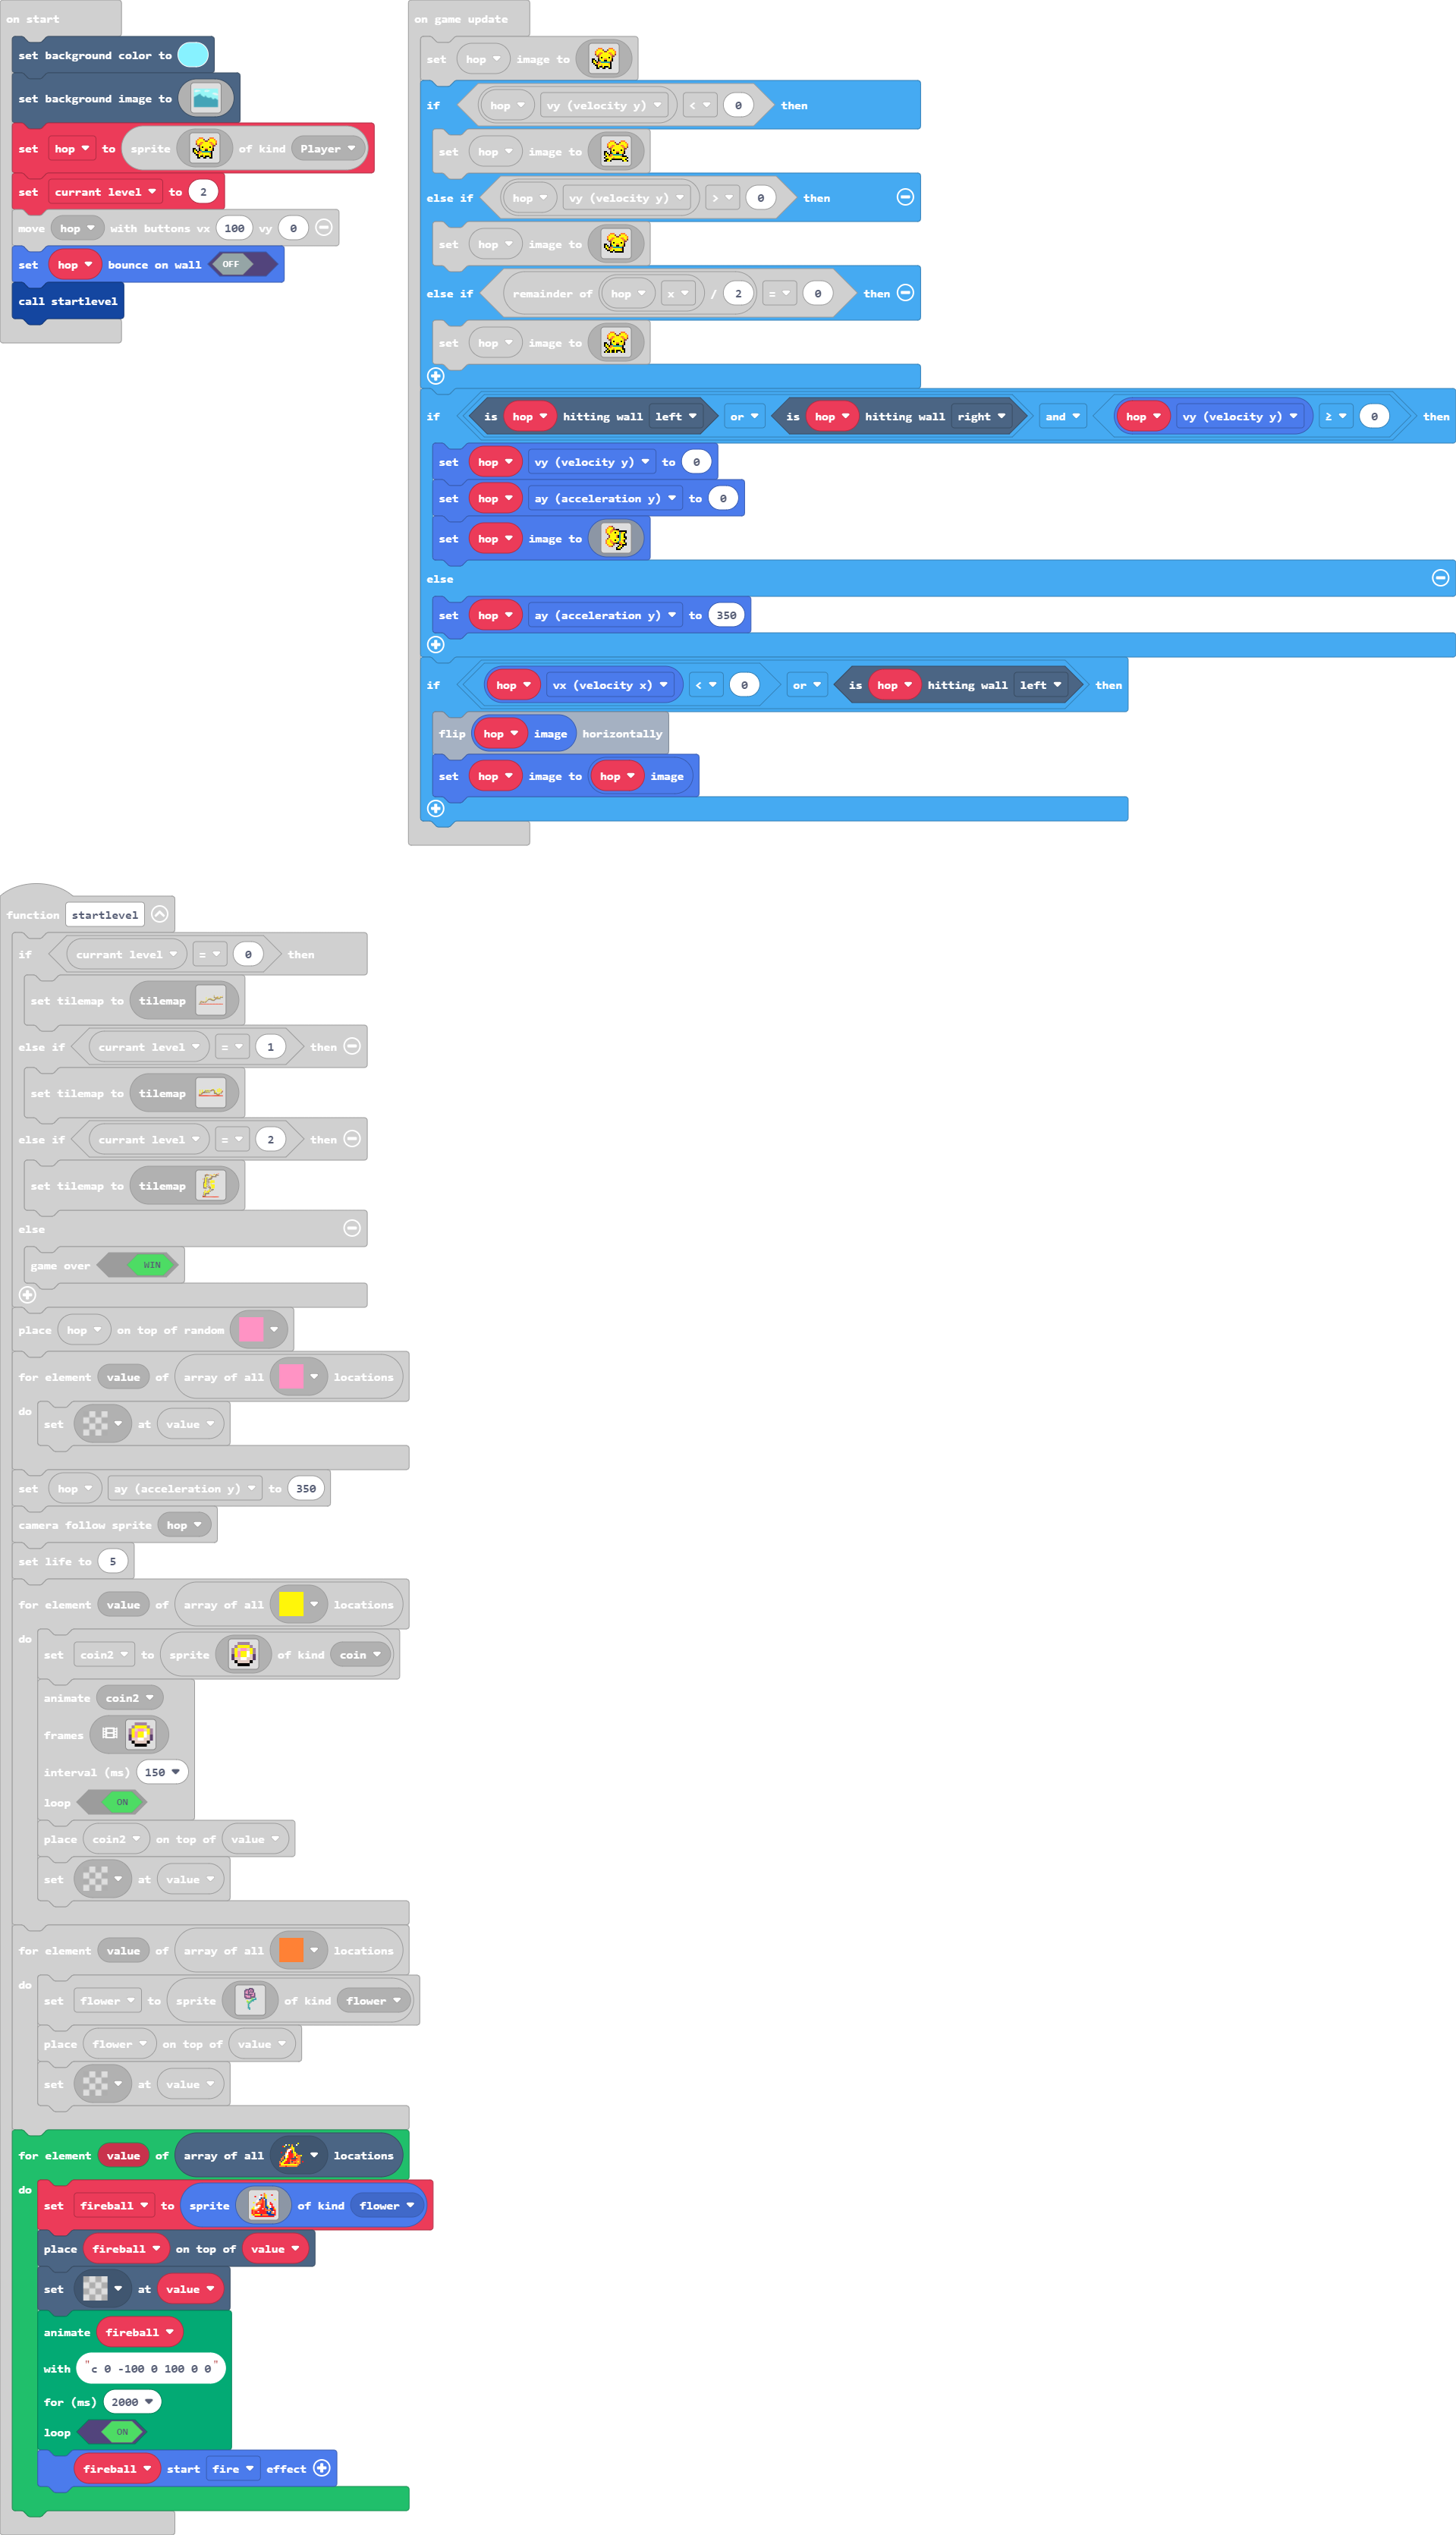 on start
set background color to
set background image to
set hop to sprite of kind Player
set currant level to 2
move hop with buttons vx 100 vy 0
set hop bounce on wall OFF
call startlevel
on game update
set hop image to
if hop vy (velocity y) < 0 then
set hop image to
else if hop vy (velocity y) > 0 then
set hop image to
else if remainder of hop x / 2 = 0 then
set hop image to
if is hop hitting wall left or is hop hitting wall right and hop vy (velocity y) ≥ 0 then
set hop vy (velocity y) to 0
set hop ay (acceleration y) to 0
set hop image to
else
set hop ay (acceleration y) to 350
if hop vx (velocity x) < 0 or is hop hitting wall left then
flip hop image horizontally
set hop image to hop image
function startlevel
if currant level = 0 then
set tilemap to tilemap
else if currant level = 1 then
set tilemap to tilemap
else if currant level = 2 then
set tilemap to tilemap
else
game over WIN
place hop on top of random
for element value of array of all locations
do set at value
set hop ay (acceleration y) to 350
camera follow sprite hop
set life to 5
for element value of array of all locations
do
set coin2 to sprite of kind coin
animate coin2
frames
interval (ms) 150
loop ON
place coin2 on top of value
set at value
for element value of array of all locations
do
set flower to sprite of kind flower
place flower on top of value
set at value
for element value of array of all locations
do
set fireball to sprite of kind flower
place fireball on top of value
set at value
animate fireball
with "c 0 -100 0 100 0 0"
for (ms) 2000
loop ON
fireball start fire effect